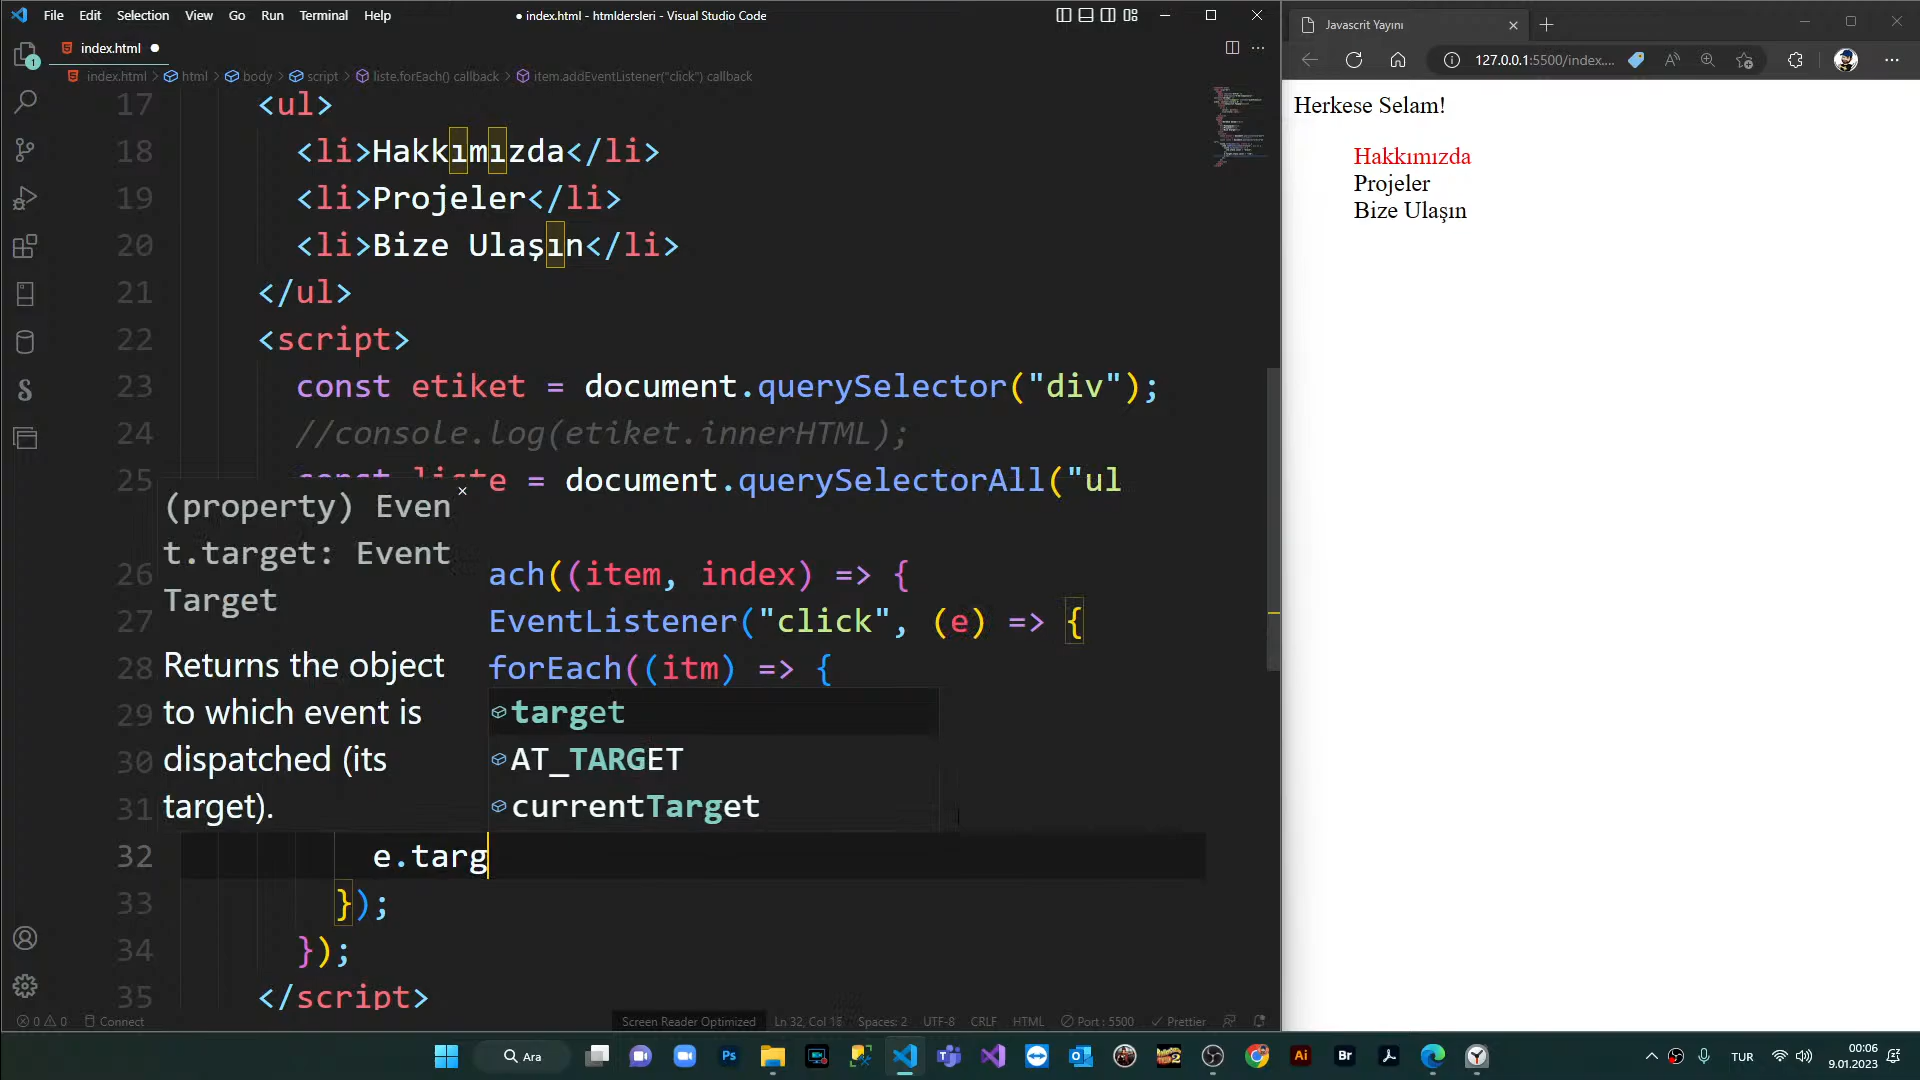 File Edit Selection View Go Run Terminal Help
● index.html - htmldersleri - Visual Studio Code
index.html ●
index.html > html > body > script > liste.forEach() callback > item.addEventListener("click") callback
17 <ul>
18 <li>Hakkımızda</li>
19 <li>Projeler</li>
20 <li>Bize Ulaşın</li>
21 </ul>
22 <script>
23 const etiket = document.querySelector("div");
24 //console.log(etiket.innerHTML);
25 const liste = document.querySelectorAll("ul
26 ach((item, index) => {
27 EventListener("click", (e) => {
28 forEach((itm) => {
29
30
31
32 e.targ
33 });
34 });
35 </script>
(property) Even
t.target: Event
Target
Returns the object
to which event is
dispatched (its
target).
target
AT_TARGET
currentTarget
0 0 Connect
Screen Reader Optimized Ln 32, Col 15 Spaces: 2 UTF-8 CRLF HTML Port : 5500 Prettier
Javascrit Yayını
127.0.0.1:5500/index....
Herkese Selam!
Hakkımızda
Projeler
Bize Ulaşın
Ara
Ps
Ai
Br
TUR
00:06
9.01.2023